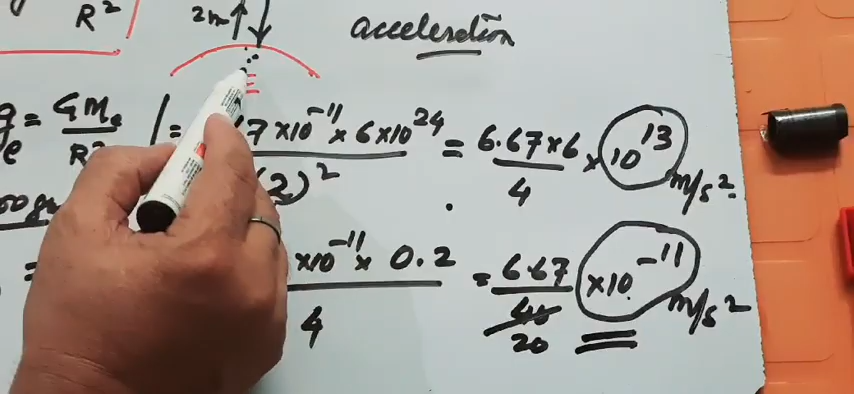 R²
2m
acceleration
g = GMₑ / R² = 7 × 10⁻¹¹ × 6 × 10²⁴ / (2)² = 6.67 × 6 / 4 × 10¹³ m/s²
e
= × 10⁻¹¹ × 0.2 / 4 = 6.67 / 20 × 10⁻¹¹ m/s²